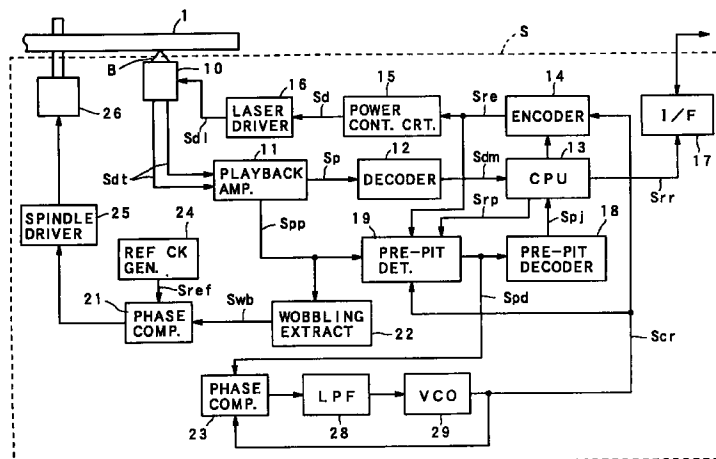 1
S
B
10
26
16
LASER
DRIVER
Sdl
Sd
15
POWER
CONT. CRT.
Sre
14
ENCODER
I/F
17
Sdt
11
PLAYBACK
AMP.
Sp
12
DECODER
Sdm
13
CPU
Srr
Spp
Srp
Spj
18
19
PRE-PIT
DET.
PRE-PIT
DECODER
SPINDLE
DRIVER
25
24
REF CK
GEN.
Sref
21
PHASE
COMP.
Swb
WOBBLING
EXTRACT
22
Spd
Scr
PHASE
COMP.
23
LPF
28
VCO
29